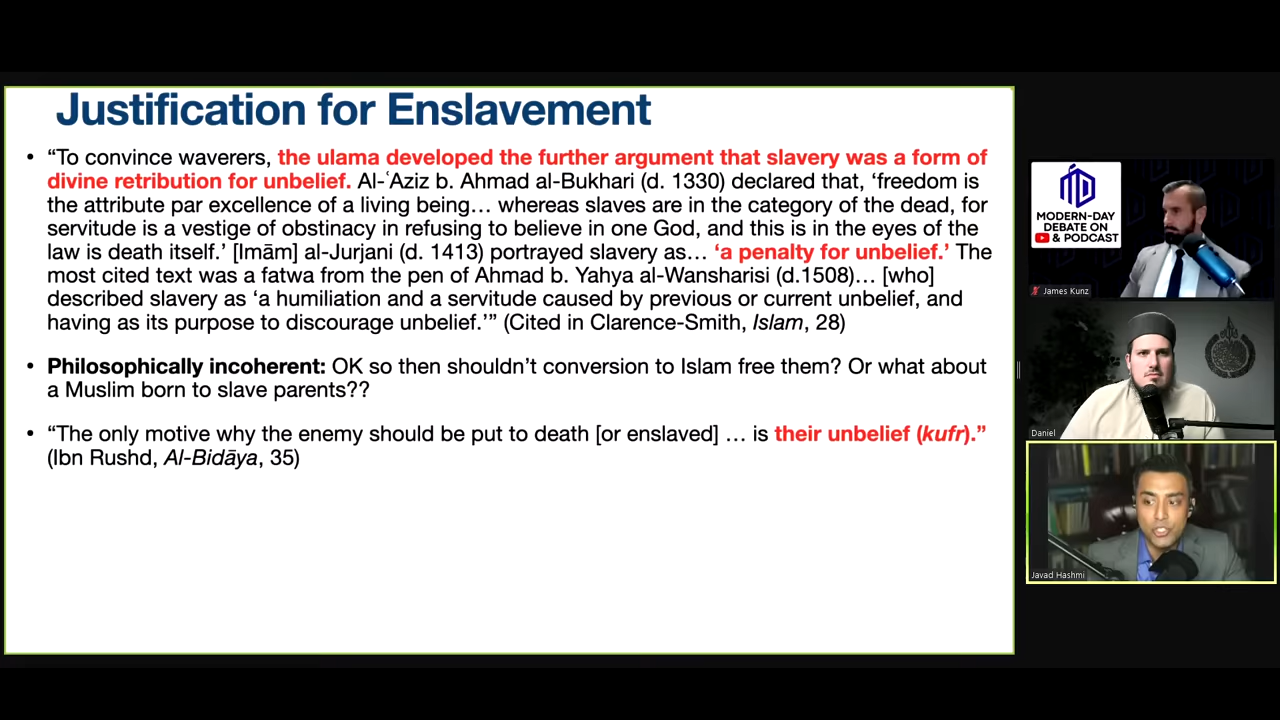 Justification for Enslavement
• “To convince waverers, the ulama developed the further argument that slavery was a form of
divine retribution for unbelief. Al-ʿAziz b. Ahmad al-Bukhari (d. 1330) declared that, ‘freedom is
the attribute par excellence of a living being… whereas slaves are in the category of the dead, for
servitude is a vestige of obstinacy in refusing to believe in one God, and this is in the eyes of the
law is death itself.’ [Imām] al-Jurjani (d. 1413) portrayed slavery as… ‘a penalty for unbelief.’ The
most cited text was a fatwa from the pen of Ahmad b. Yahya al-Wansharisi (d.1508)… [who]
described slavery as ‘a humiliation and a servitude caused by previous or current unbelief, and
having as its purpose to discourage unbelief.’” (Cited in Clarence-Smith, Islam, 28)
• Philosophically incoherent: OK so then shouldn’t conversion to Islam free them? Or what about
a Muslim born to slave parents??
• “The only motive why the enemy should be put to death [or enslaved] … is their unbelief (kufr).”
(Ibn Rushd, Al-Bidāya, 35)
MODERN-DAY
DEBATE ON
& PODCAST
James Kunz
Daniel
Javad Hashmi